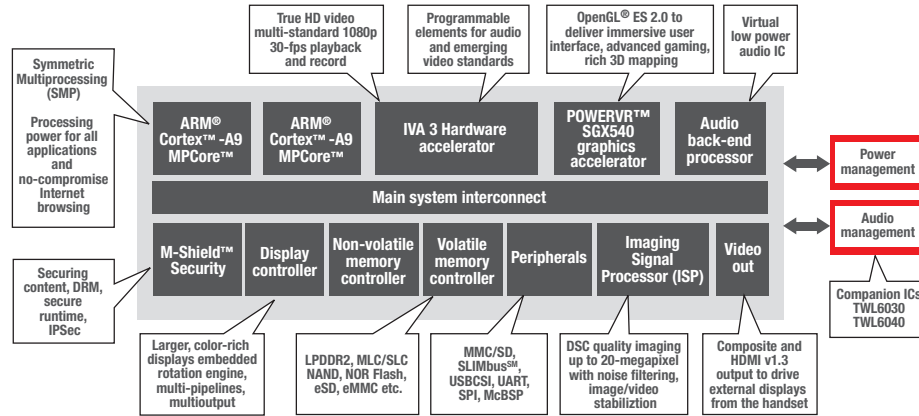 True HD video
multi-standard 1080p
30-fps playback
and record
Programmable
elements for audio
and emerging
video standards
OpenGL® ES 2.0 to
deliver immersive user
interface, advanced gaming,
rich 3D mapping
Virtual
low power
audio IC
Symmetric
Multiprocessing
(SMP)
Processing
power for all
applications
and
no-compromise
Internet
browsing
ARM®
Cortex™ -A9
MPCore™
ARM®
Cortex™ -A9
MPCore™
IVA 3 Hardware
accelerator
POWERVR™
SGX540
graphics
accelerator
Audio
back-end
processor
Main system interconnect
Power
management
Audio
management
M-Shield™
Security
Display
controller
Non-volatile
memory
controller
Volatile
memory
controller
Peripherals
Imaging
Signal
Processor (ISP)
Video
out
Securing
content, DRM,
secure
runtime,
IPSec
Larger, color-rich
displays embedded
rotation engine,
multi-pipelines,
multioutput
LPDDR2, MLC/SLC
NAND, NOR Flash,
eSD, eMMC etc.
MMC/SD,
SLIMbus℠,
USBCSI, UART,
SPI, McBSP
DSC quality imaging
up to 20-megapixel
with noise filtering,
image/video
stabiliztion
Composite and
HDMI v1.3
output to drive
external displays
from the handset
Companion ICs
TWL6030
TWL6040